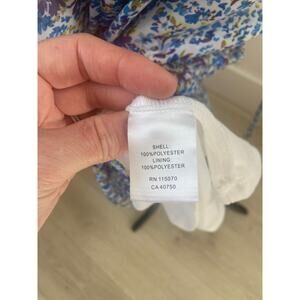 SHELL
100%POLYESTER
LINING
100%POLYESTER
RN 115070
CA 40750